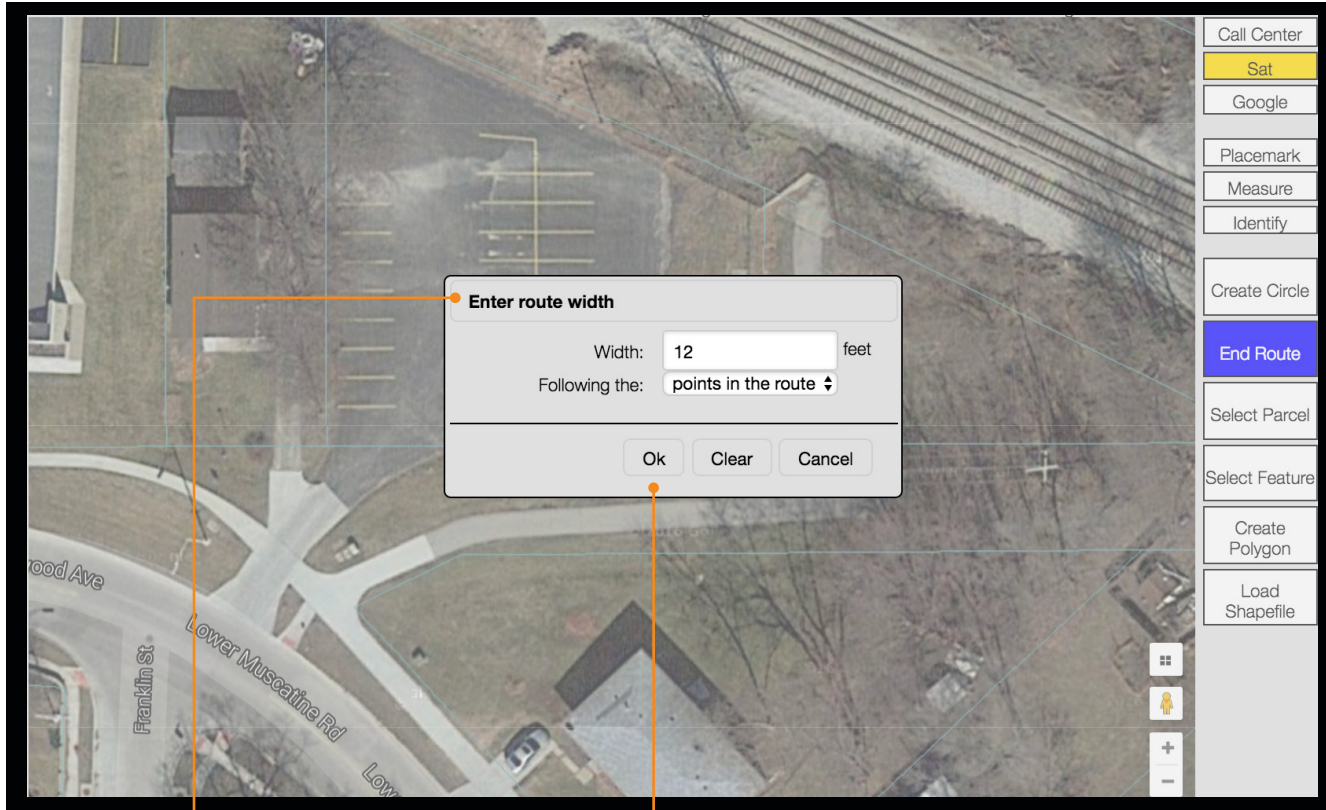 Call Center
Sat
Google
Placemark
Measure
Identify
Create Circle
End Route
Select Parcel
Select Feature
Create
Polygon
Load
Shapefile
Enter route width
Width: 12 feet
Following the: points in the route
Ok Clear Cancel
ood Ave
Lower Muscatine Rd
Franklin St
Low